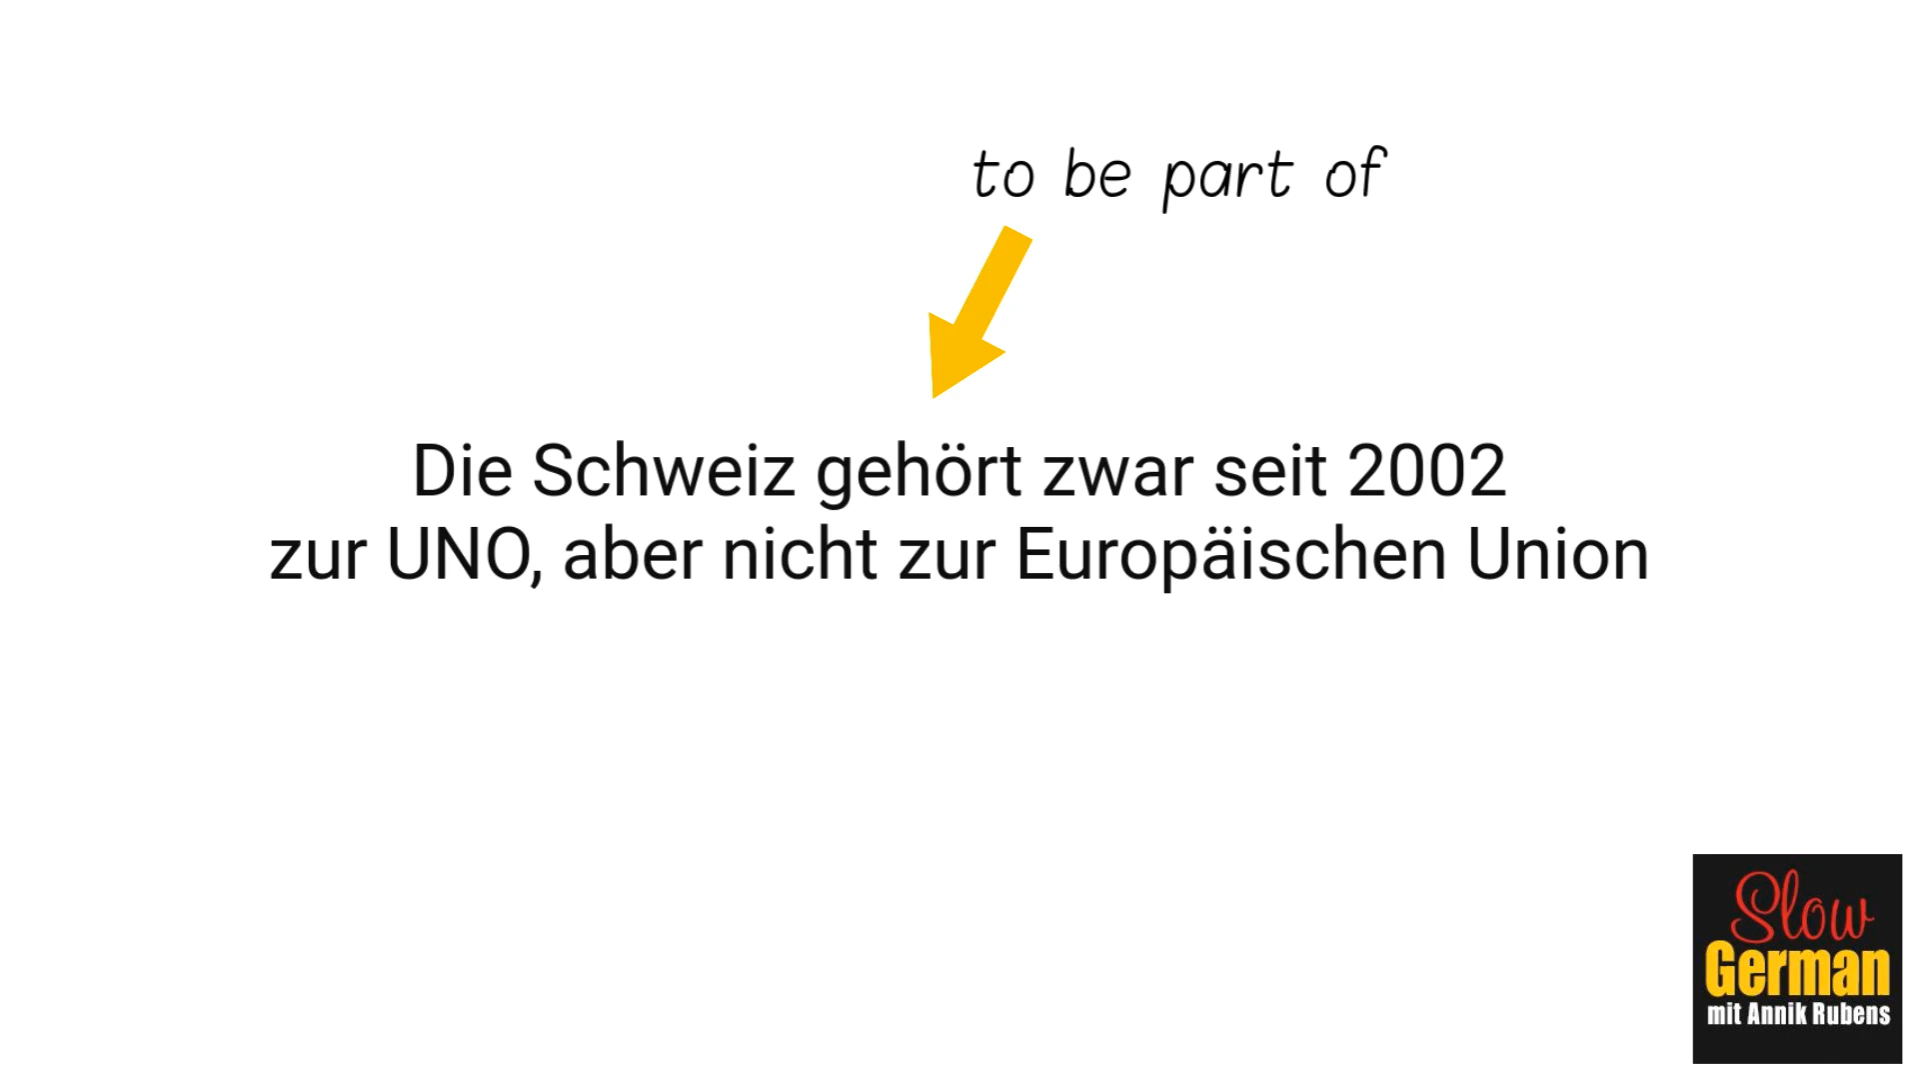 to be part of
Die Schweiz gehört zwar seit 2002
zur UNO, aber nicht zur Europäischen Union
Slow
German
mit Annik Rubens